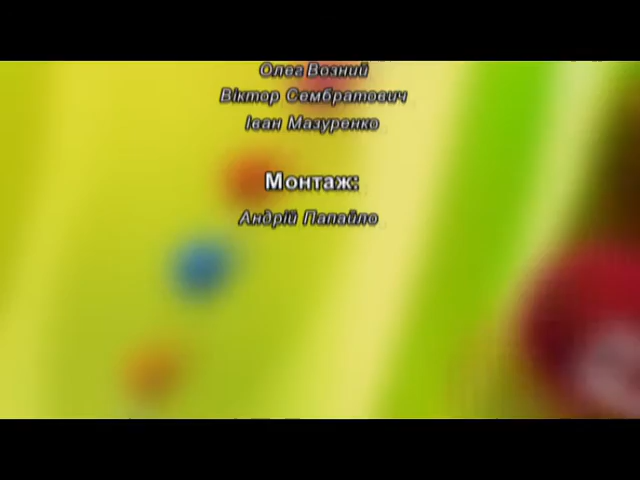 Олег Возний
Віктор Сембратович
Іван Мазуренко
Монтаж:
Андрій Папайло